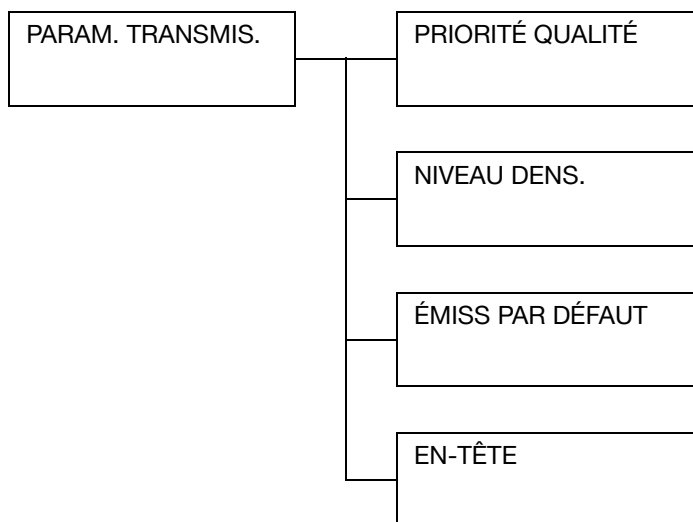 PARAM. TRANSMIS.
PRIORITÉ QUALITÉ
NIVEAU DENS.
ÉMISS PAR DÉFAUT
EN-TÊTE